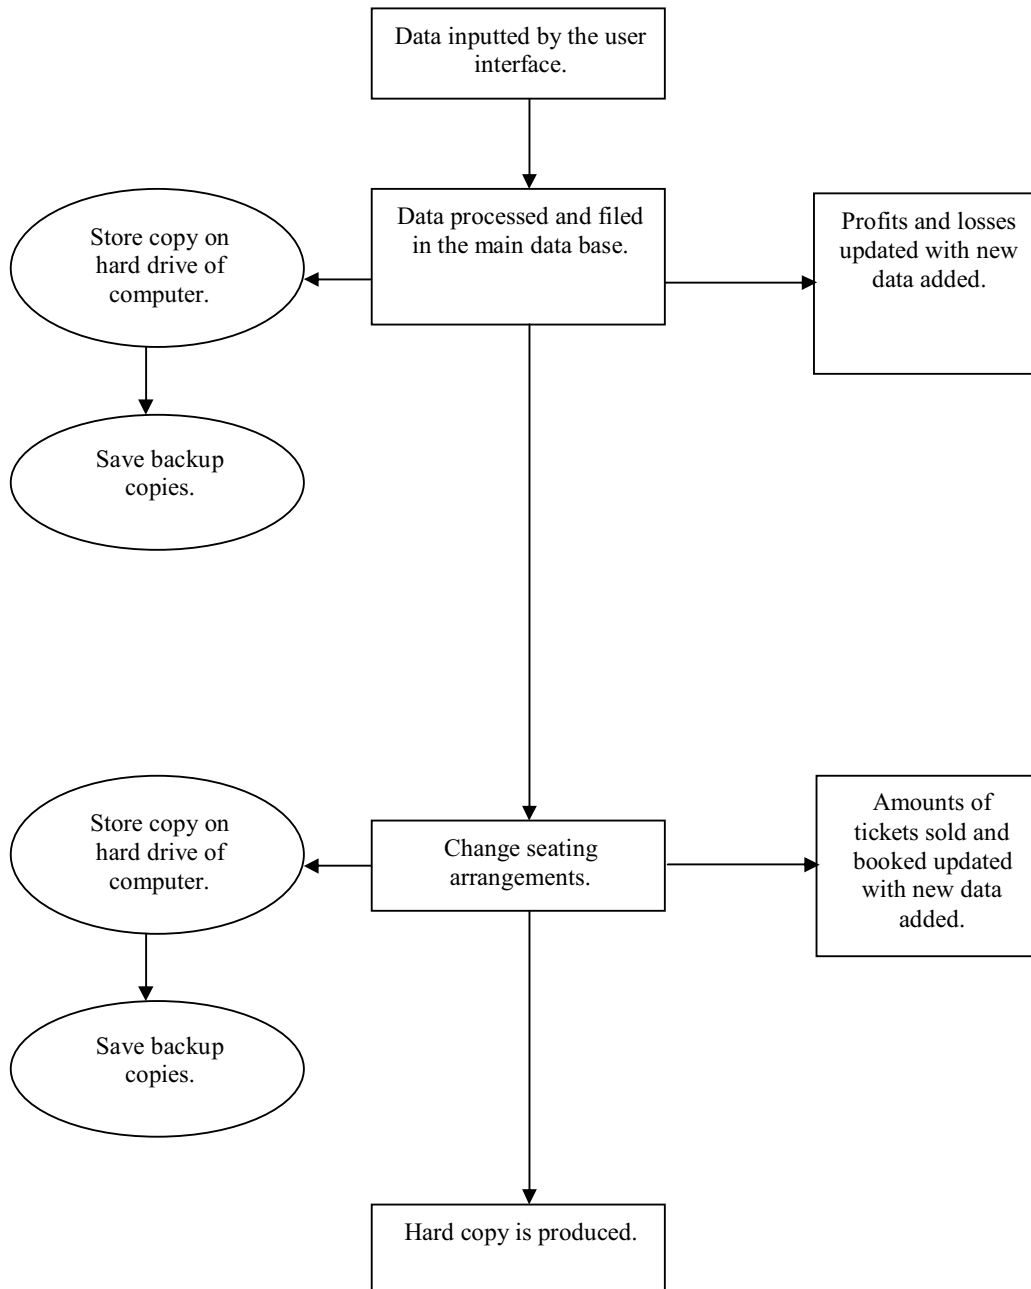 Data inputted by the user
interface.
Store copy on
hard drive of
computer.
Data processed and filed
in the main data base.
Profits and losses
updated with new
data added.
Save backup
copies.
Store copy on
hard drive of
computer.
Change seating
arrangements.
Amounts of
tickets sold and
booked updated
with new data
added.
Save backup
copies.
Hard copy is produced.